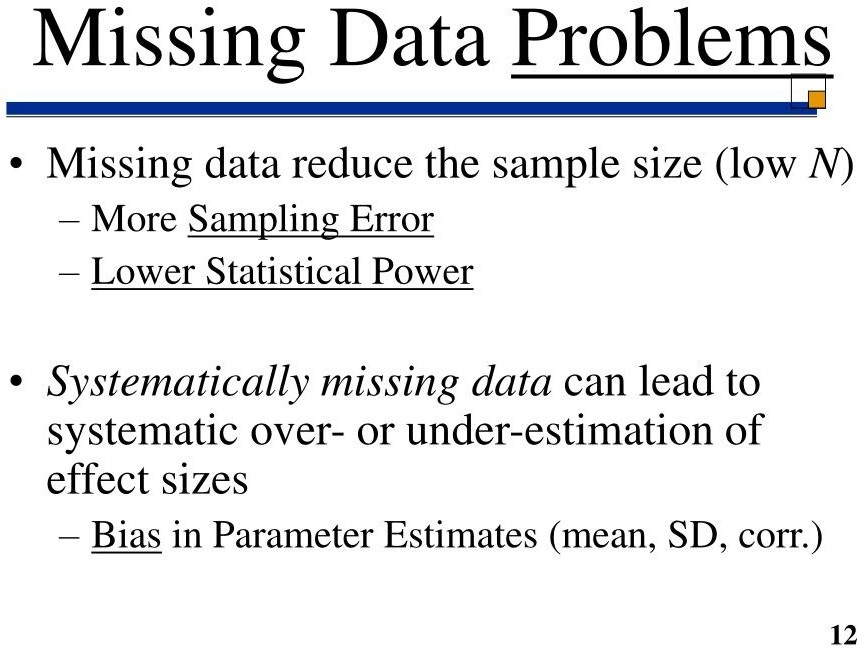 Missing Data Problems
• Missing data reduce the sample size (low N)
– More Sampling Error
– Lower Statistical Power
• Systematically missing data can lead to
systematic over- or under-estimation of
effect sizes
– Bias in Parameter Estimates (mean, SD, corr.)
12